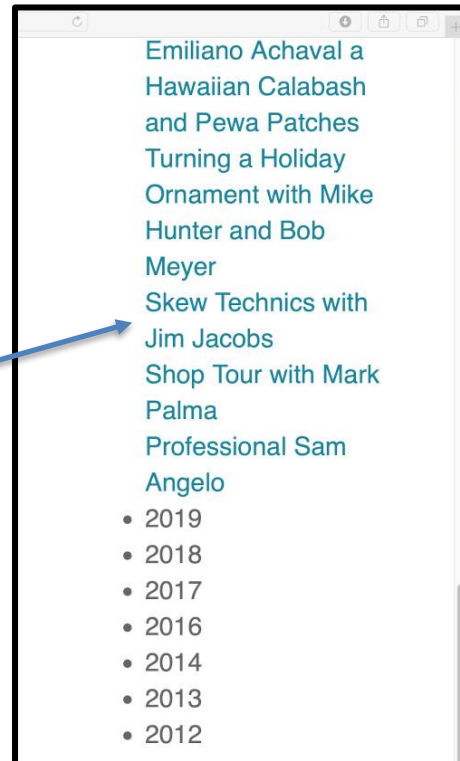 Emiliano Achaval a
Hawaiian Calabash
and Pewa Patches
Turning a Holiday
Ornament with Mike
Hunter and Bob
Meyer
Skew Technics with
Jim Jacobs
Shop Tour with Mark
Palma
Professional Sam
Angelo
• 2019
• 2018
• 2017
• 2016
• 2014
• 2013
• 2012